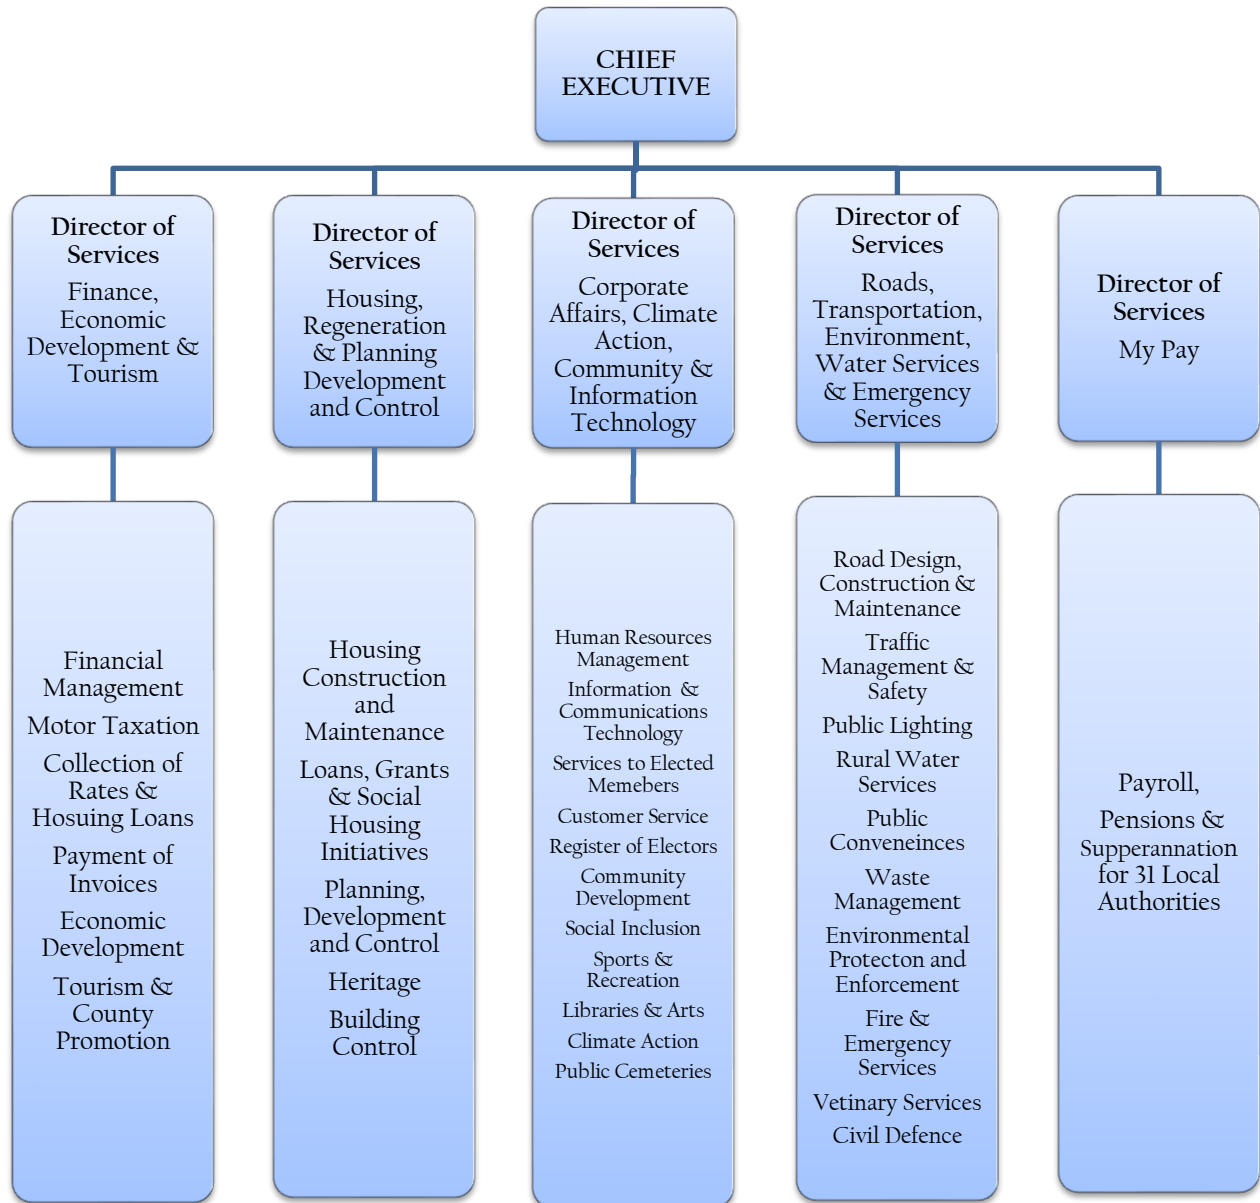 CHIEF
EXECUTIVE
Director of
Services
Finance,
Economic
Development &
Tourism
Director of
Services
Housing,
Regeneration
& Planning
Development
and Control
Director of
Services
Corporate
Affairs, Climate
Action,
Community &
Information
Technology
Director of
Services
Roads,
Transportation,
Environment,
Water Services
& Emergency
Services
Director of
Services
My Pay
Financial
Management
Motor Taxation
Collection of
Rates &
Hosuing Loans
Payment of
Invoices
Economic
Development
Tourism &
County
Promotion
Housing
Construction
and
Maintenance
Loans, Grants
& Social
Housing
Initiatives
Planning,
Development
and Control
Heritage
Building
Control
Human Resources
Management
Information &
Communications
Technology
Services to Elected
Memebers
Customer Service
Register of Electors
Community
Development
Social Inclusion
Sports &
Recreation
Libraries & Arts
Climate Action
Public Cemeteries
Road Design,
Construction &
Maintenance
Traffic
Management &
Safety
Public Lighting
Rural Water
Services
Public
Conveneinces
Waste
Management
Environmental
Protecton and
Enforcement
Fire &
Emergency
Services
Vetinary Services
Civil Defence
Payroll,
Pensions &
Supperannation
for 31 Local
Authorities